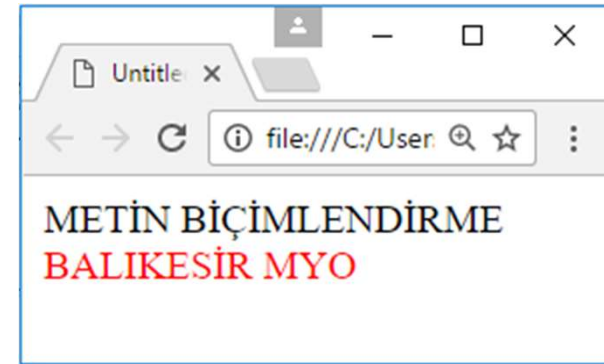 Untitle
file:///C:/User
METİN BİÇİMLENDİRME
BALIKESİR MYO